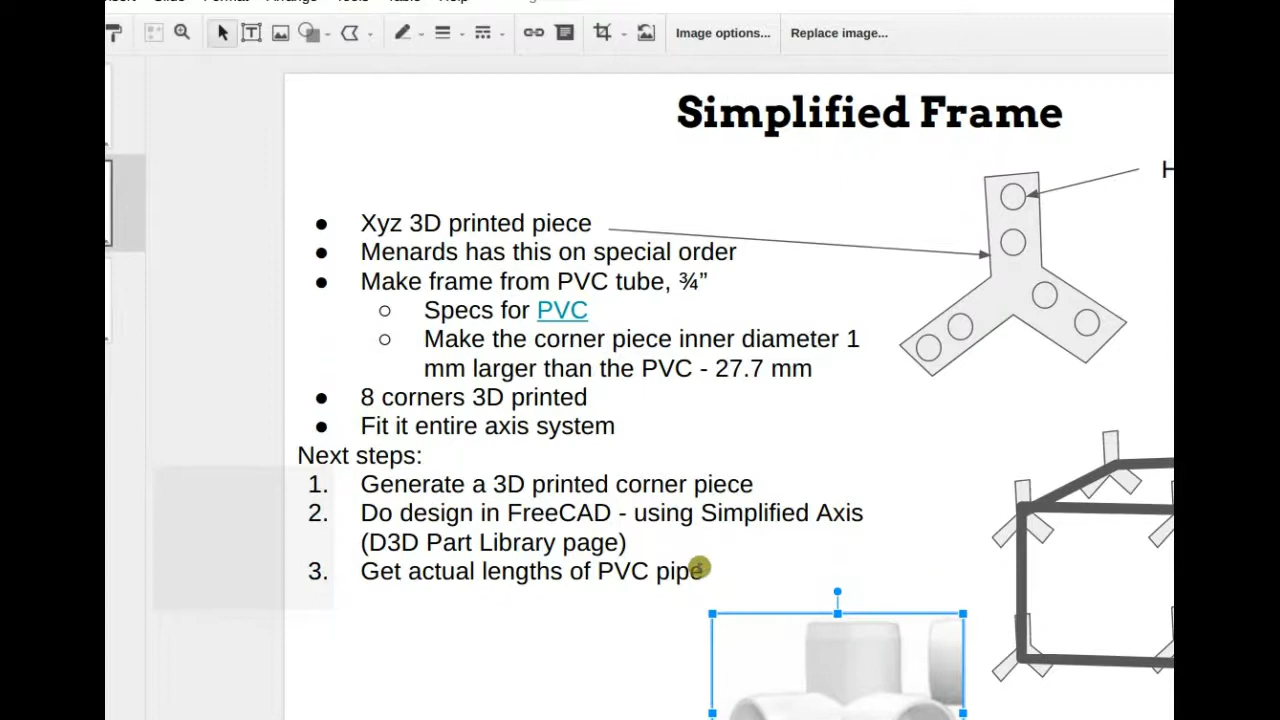 Image options...
Replace image...
Simplified Frame
H
● Xyz 3D printed piece
● Menards has this on special order
● Make frame from PVC tube, ¾”
○ Specs for PVC
○ Make the corner piece inner diameter 1
mm larger than the PVC - 27.7 mm
● 8 corners 3D printed
● Fit it entire axis system
Next steps:
1. Generate a 3D printed corner piece
2. Do design in FreeCAD - using Simplified Axis
(D3D Part Library page)
3. Get actual lengths of PVC pipe